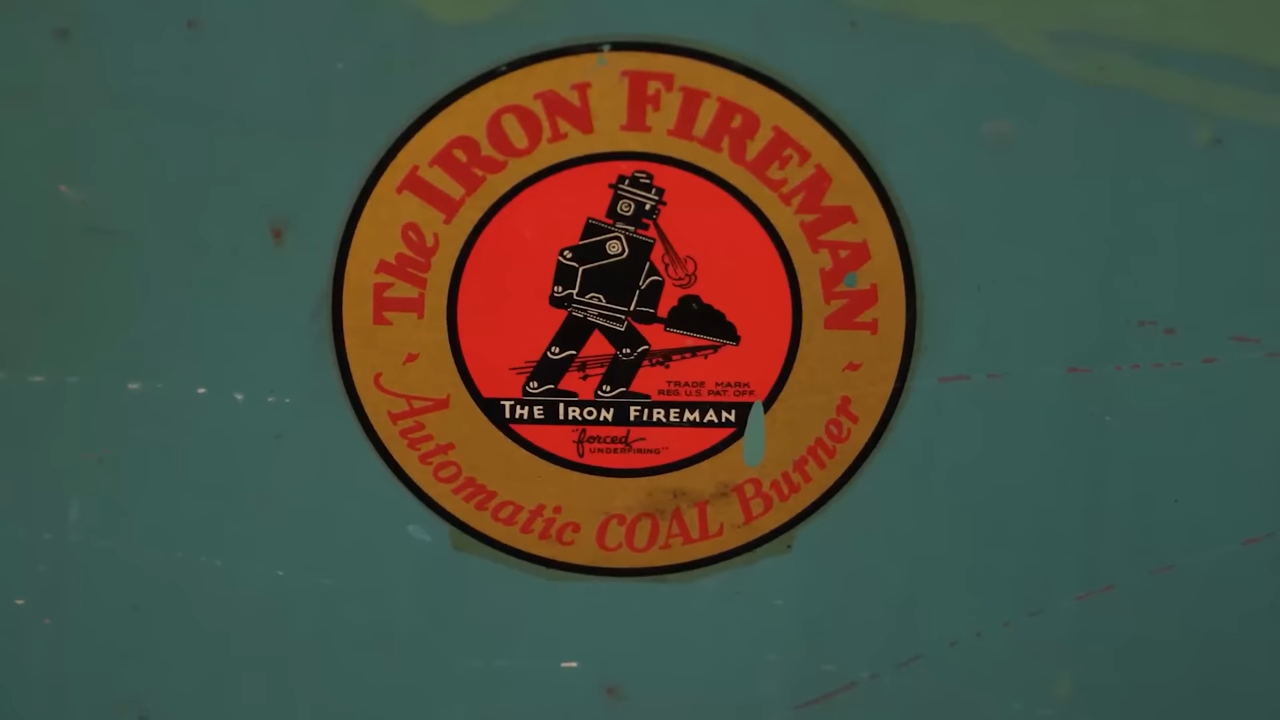 The IRON FIREMAN
TRADE MARK
REG. U.S. PAT. OFF.
THE IRON FIREMAN
"forced
UNDERFIRING"
Automatic COAL Burner